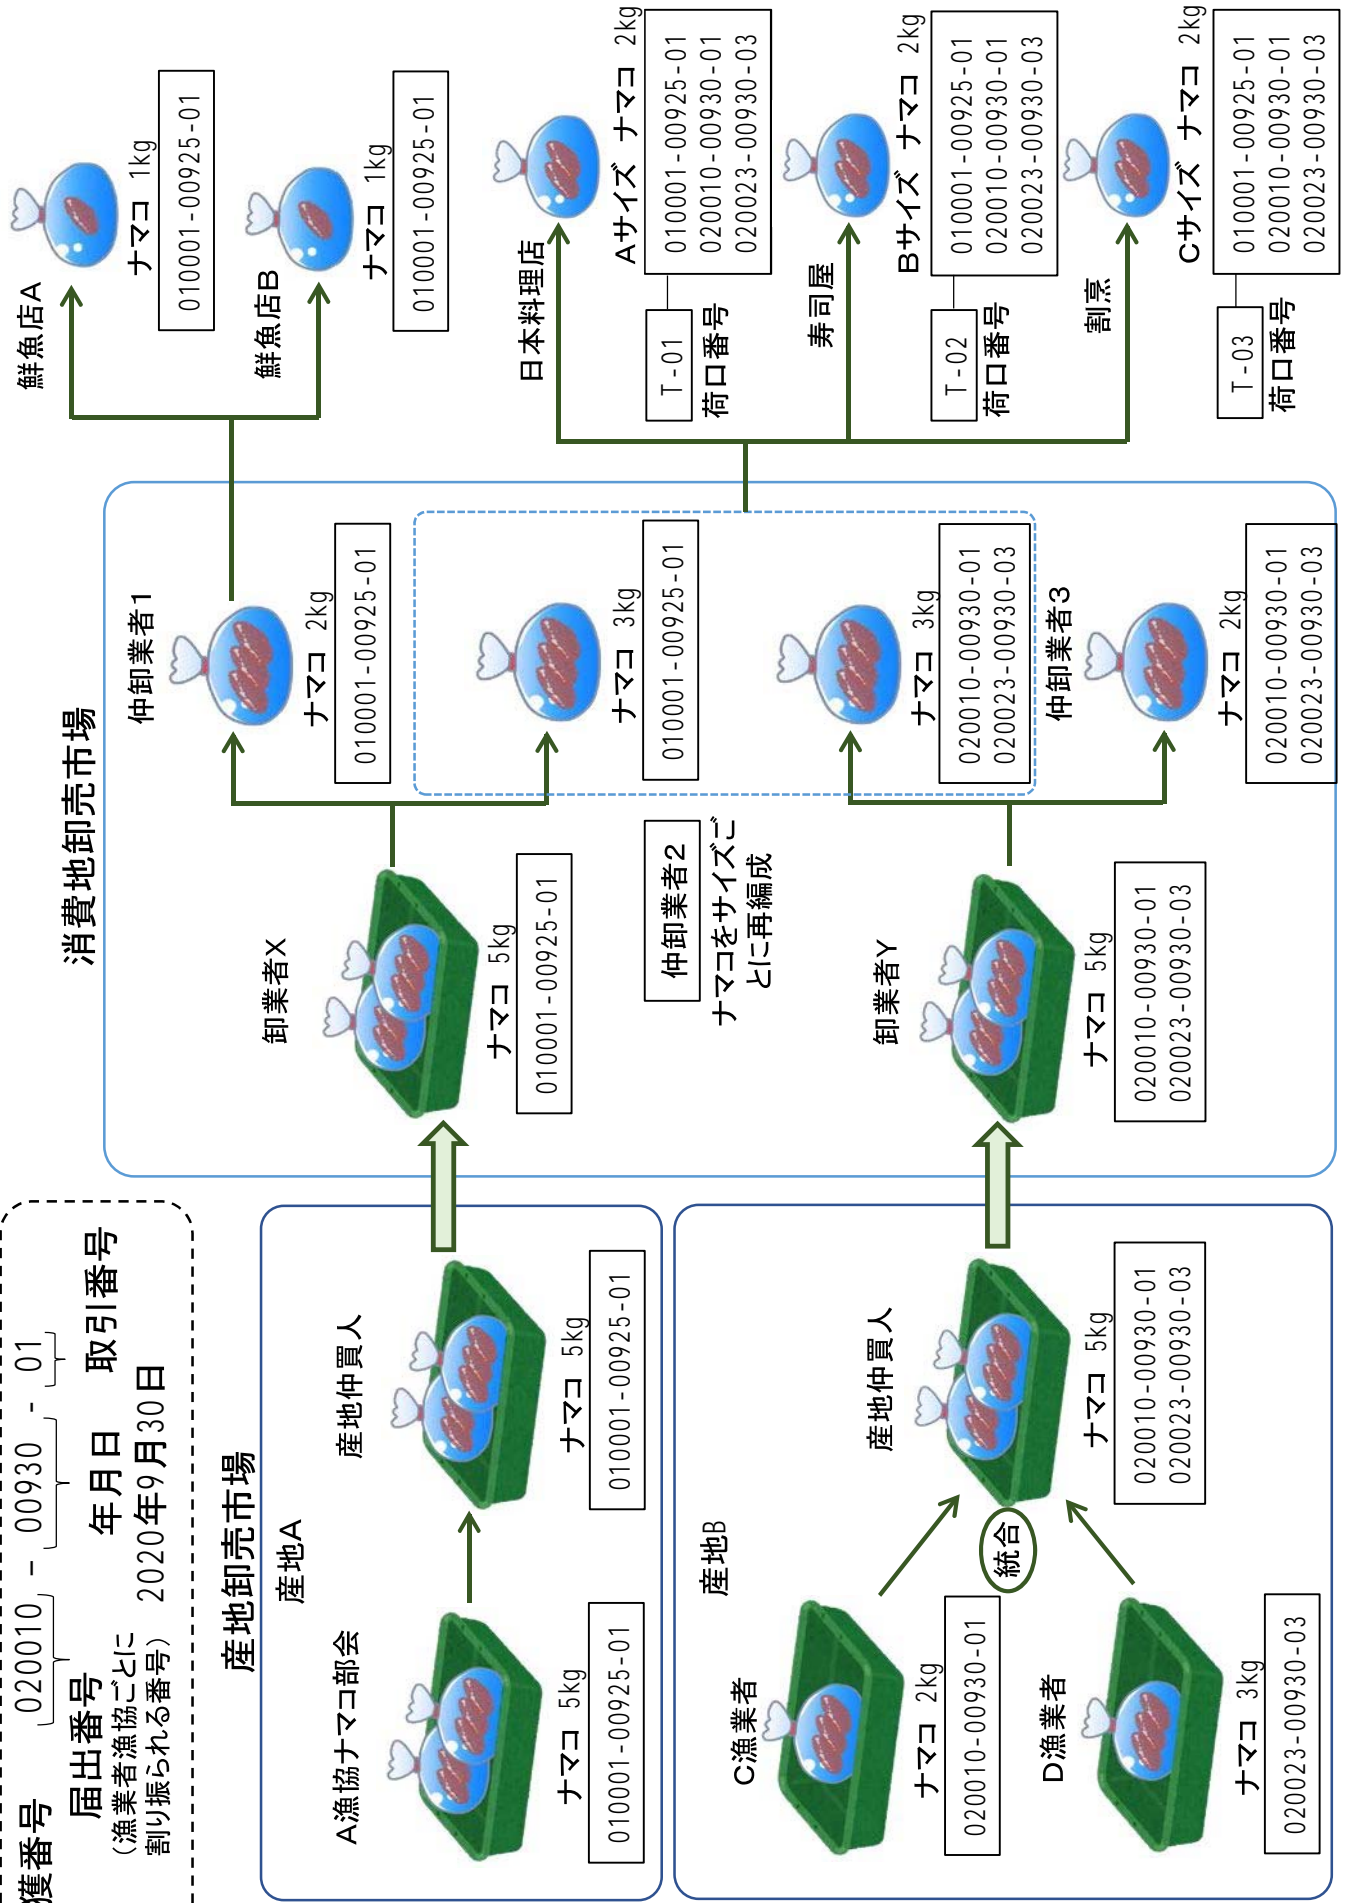 獲番号 020010 - 00930 - 01
届出番号 年月日 取引番号
(漁業者漁協ごとに
割り振られる番号) 2020年9月30日
産地卸売市場
産地A
A漁協ナマコ部会
ナマコ 5kg
010001-00925-01
産地仲買人
ナマコ 5kg
010001-00925-01
産地B
C漁業者
ナマコ 2kg
020010-00930-01
D漁業者
ナマコ 3kg
020023-00930-03
統合
産地仲買人
ナマコ 5kg
020010-00930-01
020023-00930-03
消費地卸売市場
卸業者X
ナマコ 5kg
010001-00925-01
卸業者Y
ナマコ 5kg
020010-00930-01
020023-00930-03
仲卸業者1
ナマコ 2kg
010001-00925-01
ナマコ 3kg
010001-00925-01
仲卸業者2
ナマコをサイズご
とに再編成
ナマコ 3kg
020010-00930-01
020023-00930-03
仲卸業者3
ナマコ 2kg
020010-00930-01
020023-00930-03
鮮魚店A
ナマコ 1kg
010001-00925-01
鮮魚店B
ナマコ 1kg
010001-00925-01
日本料理店
Aサイズ ナマコ 2kg
010001-00925-01
020010-00930-01
020023-00930-03
T-01
荷口番号
寿司屋
Bサイズ ナマコ 2kg
010001-00925-01
020010-00930-01
020023-00930-03
T-02
荷口番号
割烹
Cサイズ ナマコ 2kg
010001-00925-01
020010-00930-01
020023-00930-03
T-03
荷口番号